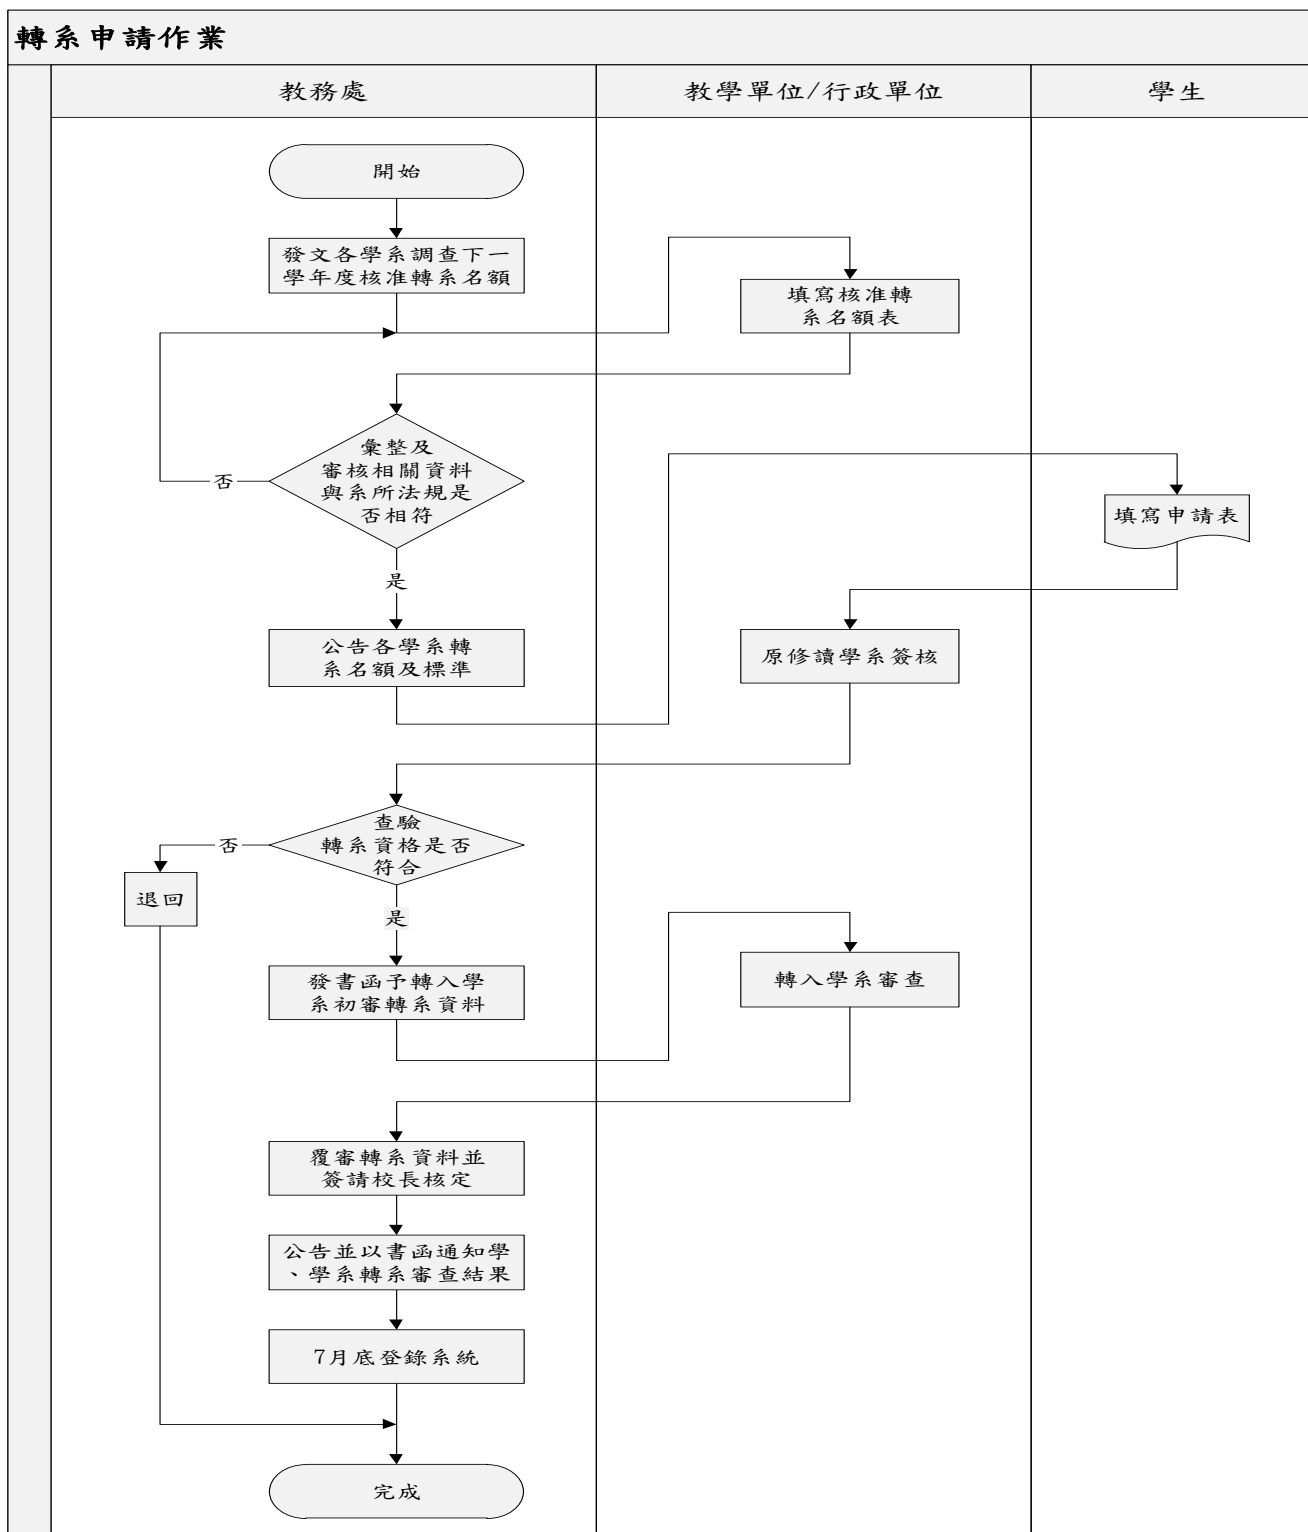 轉系申請作業
教務處
教學單位/行政單位
學生
開始
發文各學系調查下一
學年度核准轉系名額
填寫核准轉
系名額表
彙整及
審核相關資料
與系所法規是
否相符
否
是
填寫申請表
公告各學系轉
系名額及標準
原修讀學系簽核
查驗
轉系資格是否
符合
否
退回
是
發書函予轉入學
系初審轉系資料
轉入學系審查
覆審轉系資料並
簽請校長核定
公告並以書函通知學
、學系轉系審查結果
7月底登錄系統
完成